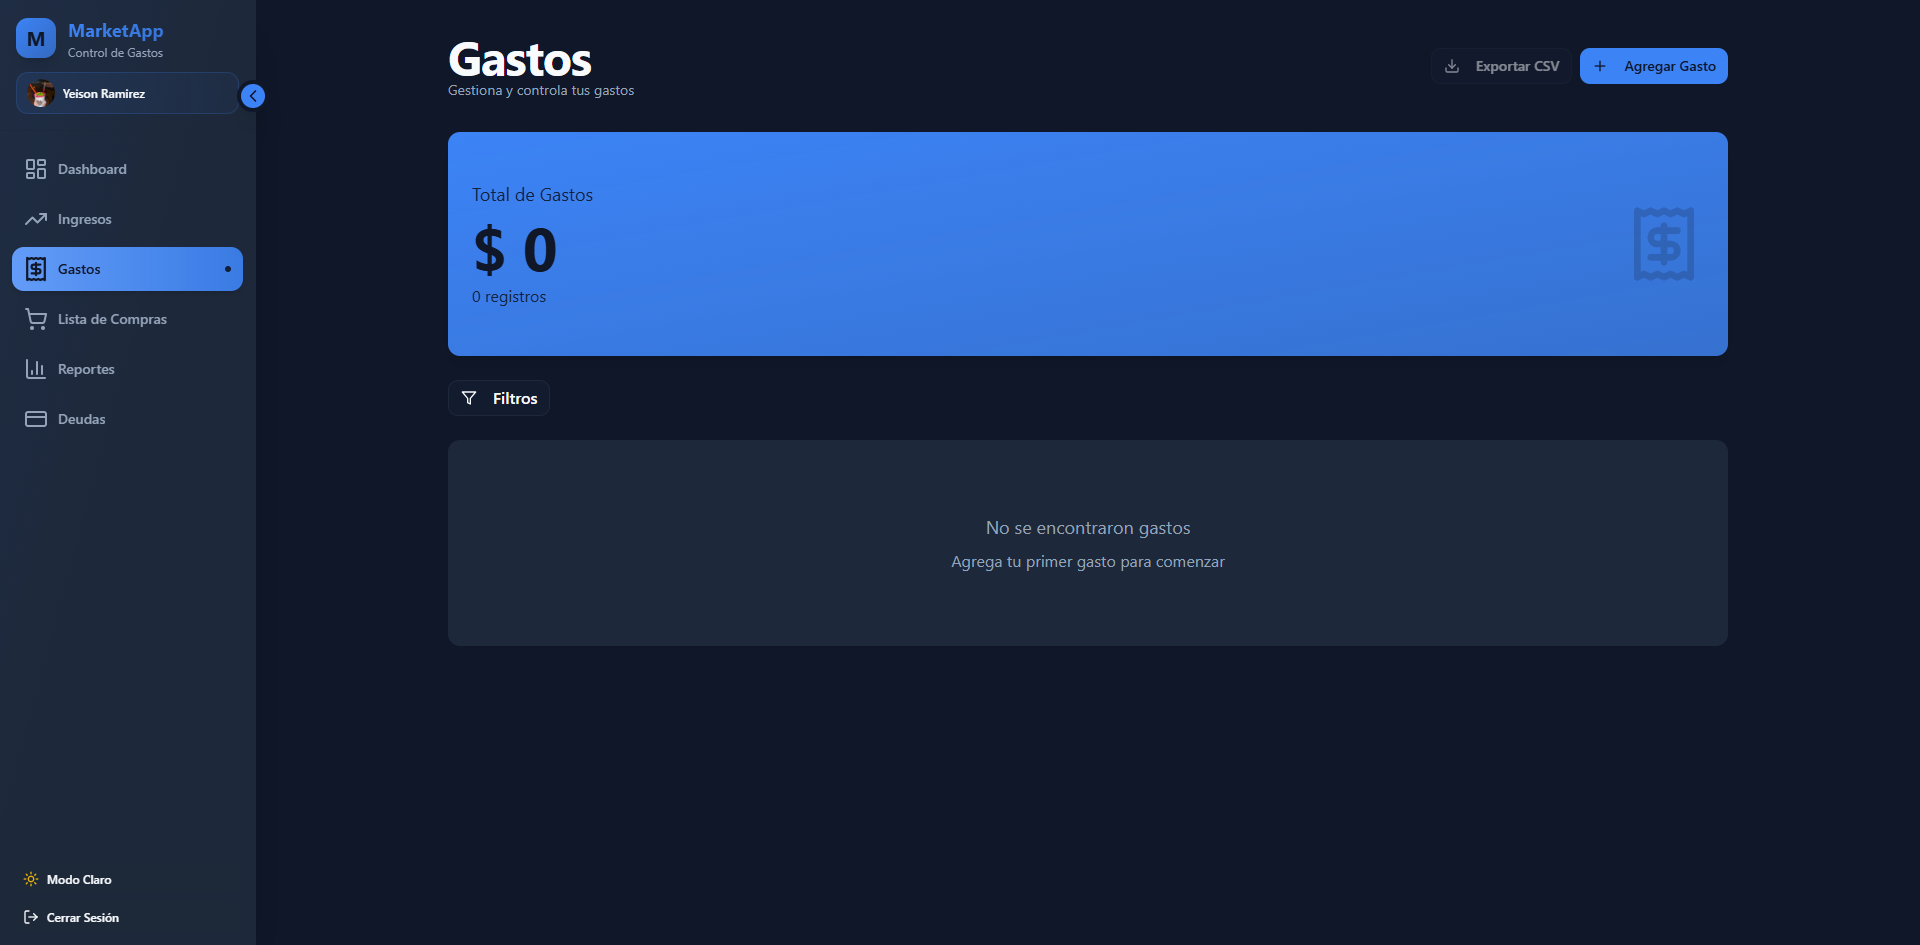 M
MarketApp
Control de Gastos
Yeison Ramirez
Dashboard
Ingresos
Gastos
Lista de Compras
Reportes
Deudas
Modo Claro
Cerrar Sesión
Gastos
Gestiona y controla tus gastos
Exportar CSV
Agregar Gasto
Total de Gastos
$ 0
0 registros
Filtros
No se encontraron gastos
Agrega tu primer gasto para comenzar